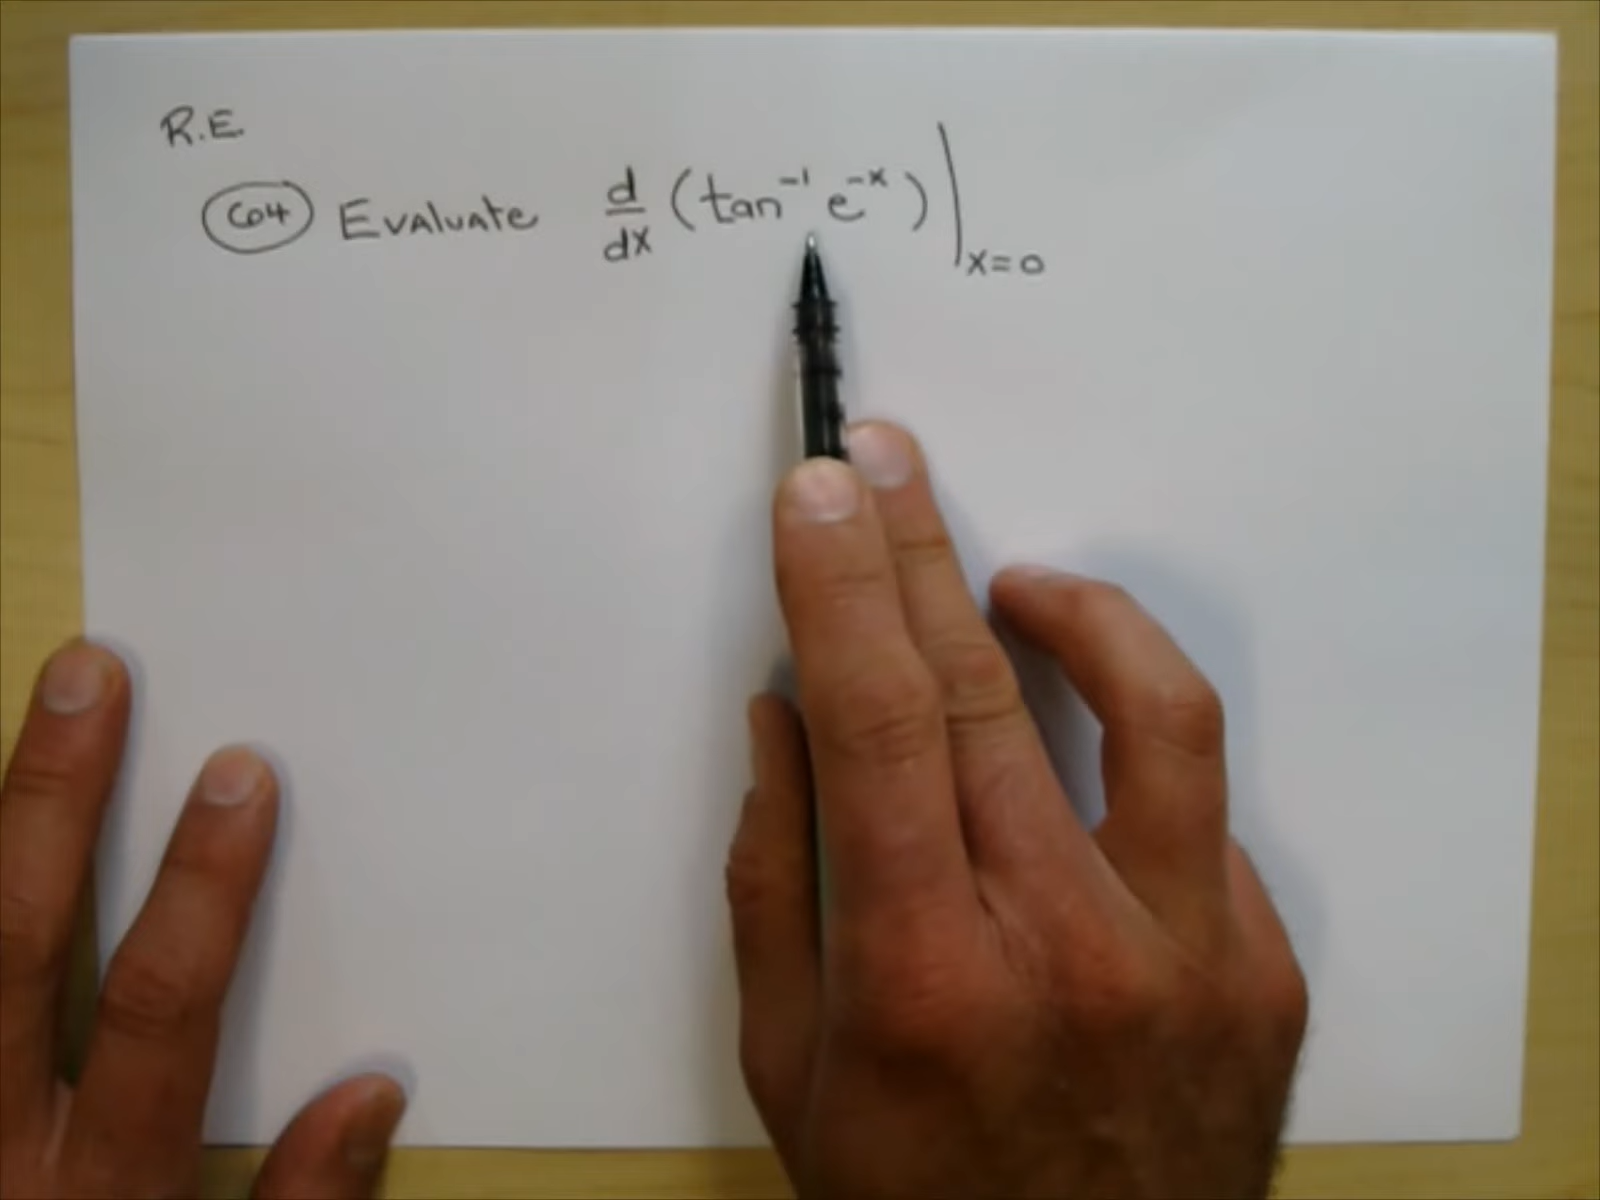 R.E.
C04 Evaluate d/dx (tan⁻¹ e⁻ˣ) |x=0